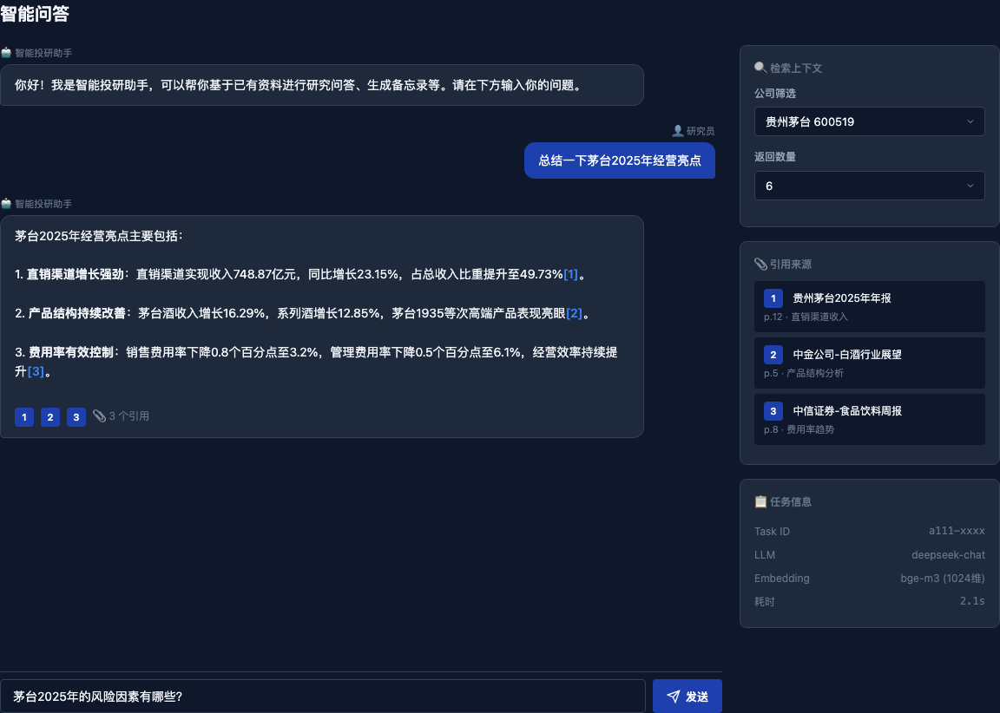 智能问答
智能投研助手
你好！我是智能投研助手，可以帮你基于已有资料进行研究问答、生成备忘录等。请在下方输入你的问题。
研究员
总结一下茅台2025年经营亮点
智能投研助手
茅台2025年经营亮点主要包括：
1. 直销渠道增长强劲：直销渠道实现收入748.87亿元，同比增长23.15%，占总收入比重提升至49.73%[1]。
2. 产品结构持续改善：茅台酒收入增长16.29%，系列酒增长12.85%，茅台1935等次高端产品表现亮眼[2]。
3. 费用率有效控制：销售费用率下降0.8个百分点至3.2%，管理费用率下降0.5个百分点至6.1%，经营效率持续提
升[3]。
1 2 3 3 个引用
茅台2025年的风险因素有哪些?
发送
检索上下文
公司筛选
贵州茅台 600519
返回数量
6
引用来源
1 贵州茅台2025年年报
p.12 · 直销渠道收入
2 中金公司-白酒行业展望
p.5 · 产品结构分析
3 中信证券-食品饮料周报
p.8 · 费用率趋势
任务信息
Task ID a111-xxxx
LLM deepseek-chat
Embedding bge-m3 (1024维)
耗时 2.1s